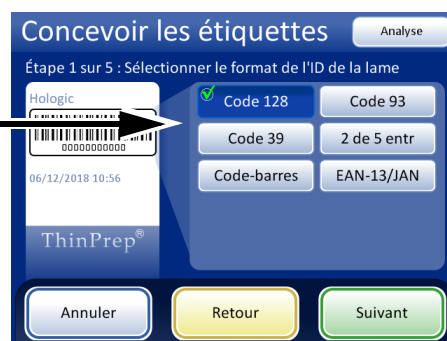 Concevoir les étiquettes
Analyse
Étape 1 sur 5 : Sélectionner le format de l'ID de la lame
Hologic
00000000000
06/12/2018 10:56
ThinPrep®
Code 128
Code 93
Code 39
2 de 5 entr
Code-barres
EAN-13/JAN
Annuler
Retour
Suivant